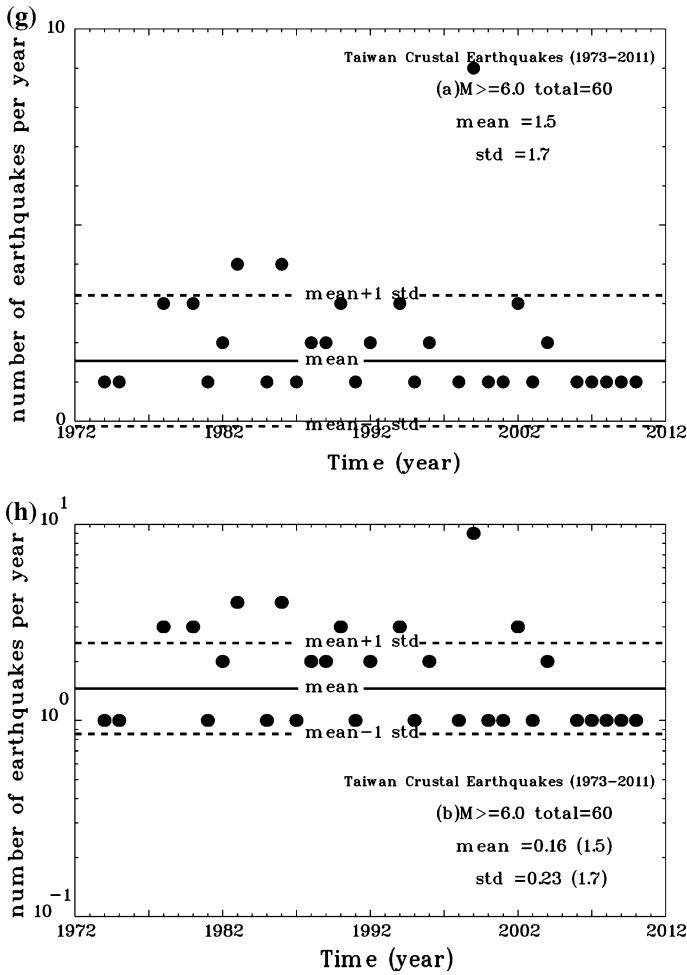 (g)
10
number of earthquakes per year
Taiwan Crustal Earthquakes (1973-2011)
(a)M>=6.0 total=60
mean =1.5
std =1.7
mean+1 std
mean
0
mean-1 std
1972 1982 1992 2002 2012
Time (year)
(h)
10^1
number of earthquakes per year
mean+1 std
mean
10^0
mean-1 std
Taiwan Crustal Earthquakes (1973-2011)
(b)M>=6.0 total=60
mean =0.16 (1.5)
std =0.23 (1.7)
10^-1
1972 1982 1992 2002 2012
Time (year)